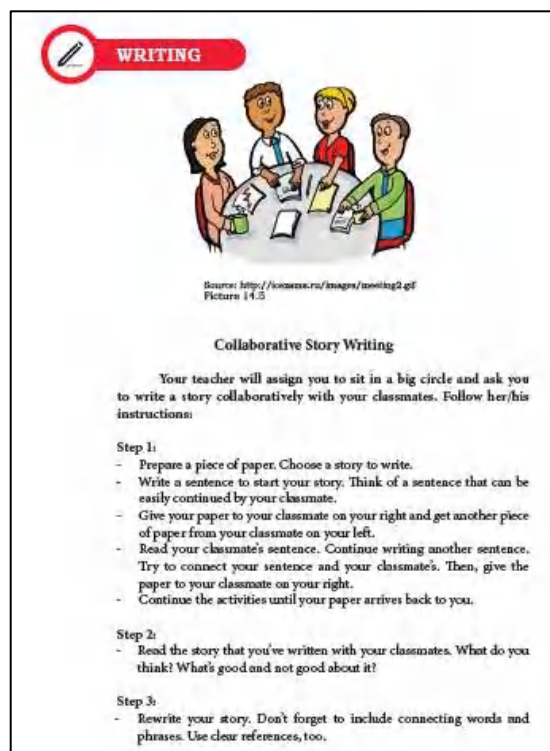 WRITING
Source: http://icenema.ru/images/meeting2.gif
Picture 14.5
Collaborative Story Writing
Your teacher will assign you to sit in a big circle and ask you
to write a story collaboratively with your classmates. Follow her/his
instructions:
Step 1:
- Prepare a piece of paper. Choose a story to write.
- Write a sentence to start your story. Think of a sentence that can be
easily continued by your classmate.
- Give your paper to your classmate on your right and get another piece
of paper from your classmate on your left.
- Read your classmate's sentence. Continue writing another sentence.
Try to connect your sentence and your classmate's. Then, give the
paper to your classmate on your right.
- Continue the activities until your paper arrives back to you.
Step 2:
- Read the story that you've written with your classmates. What do you
think? What's good and not good about it?
Step 3:
- Rewrite your story. Don't forget to include connecting words and
phrases. Use clear references, too.